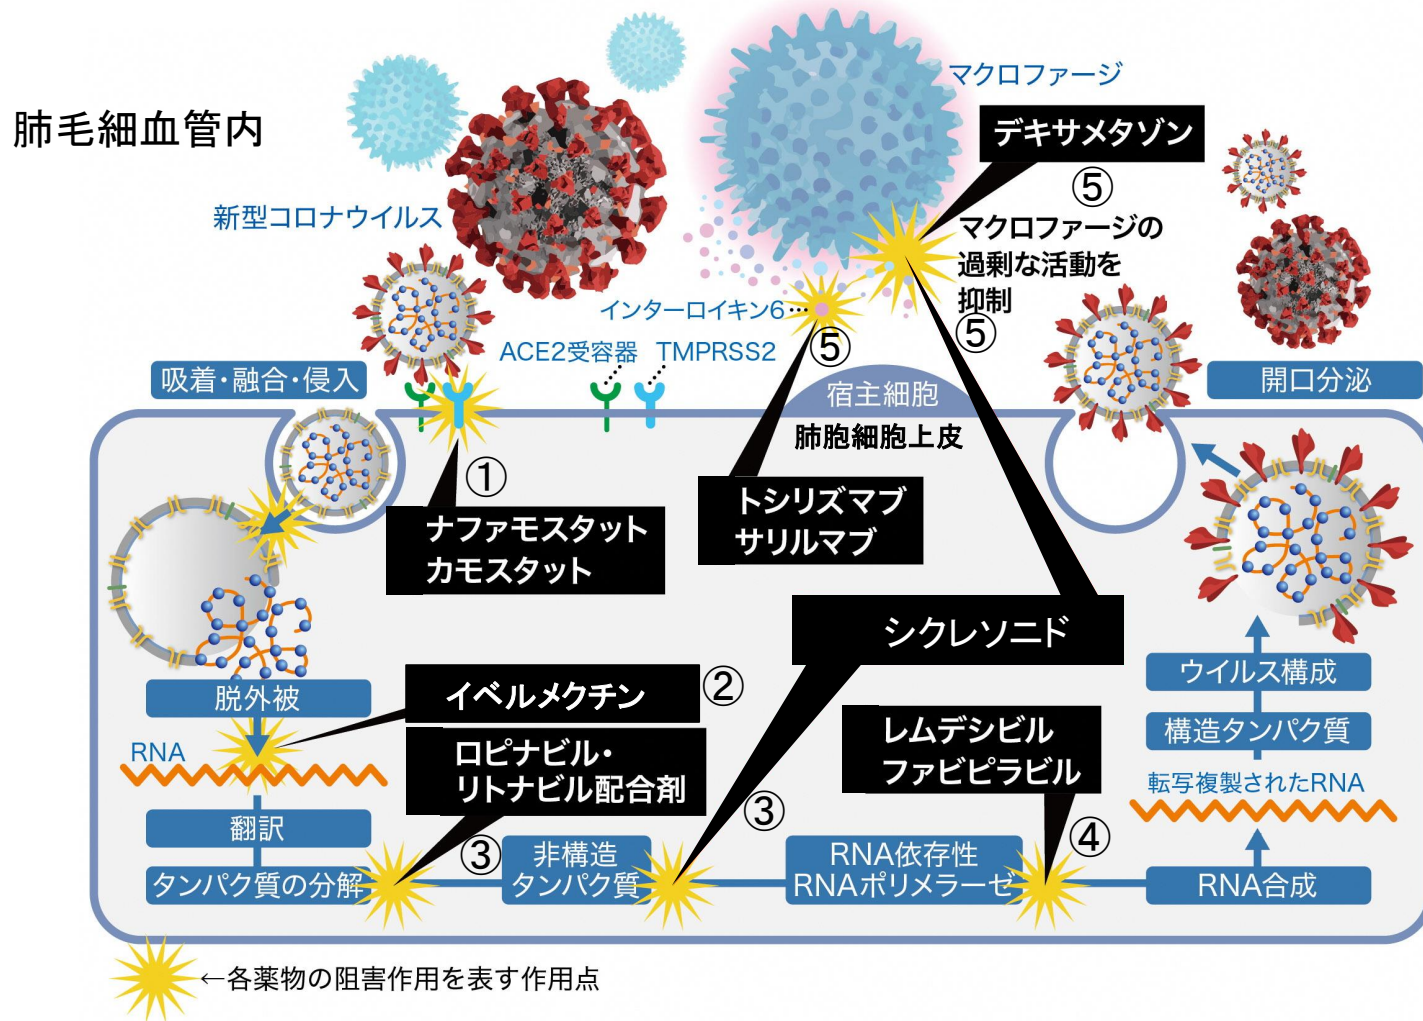 肺毛細血管内
マクロファージ
デキサメタゾン
⑤
新型コロナウイルス
マクロファージの
過剰な活動を
抑制
⑤
インターロイキン6
⑤
ACE2受容器
TMPRSS2
吸着・融合・侵入
宿主細胞
肺胞細胞上皮
開口分泌
①
ナファモスタット
カモスタット
トシリズマブ
サリルマブ
シクレソニド
脱外被
イベルメクチン
②
RNA
ロピナビル・
リトナビル配合剤
レムデシビル
ファビピラビル
ウイルス構成
構造タンパク質
転写複製されたRNA
翻訳
タンパク質の分解
③
非構造
タンパク質
③
RNA依存性
RNAポリメラーゼ
④
RNA合成
←各薬物の阻害作用を表す作用点